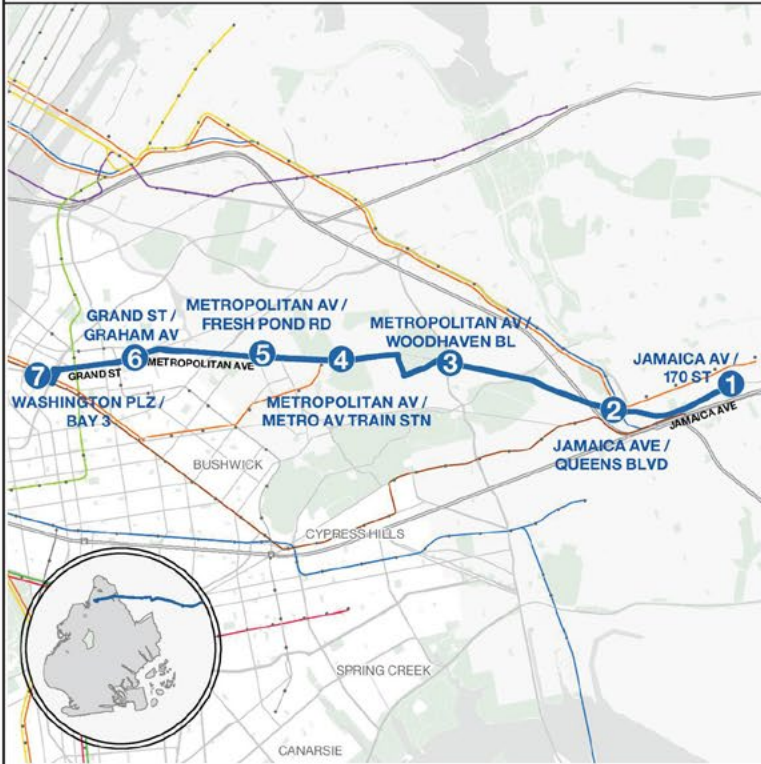 GRAND ST /
GRAHAM AV
METROPOLITAN AV /
FRESH POND RD
METROPOLITAN AV /
WOODHAVEN BL
JAMAICA AV /
170 ST
7
6
5
4
3
2
1
GRAND ST
METROPOLITAN AVE
JAMAICA AVE
WASHINGTON PLZ /
BAY 3
METROPOLITAN AV /
METRO AV TRAIN STN
JAMAICA AVE /
QUEENS BLVD
BUSHWICK
CYPRESS HILLS
SPRING CREEK
CANARSIE